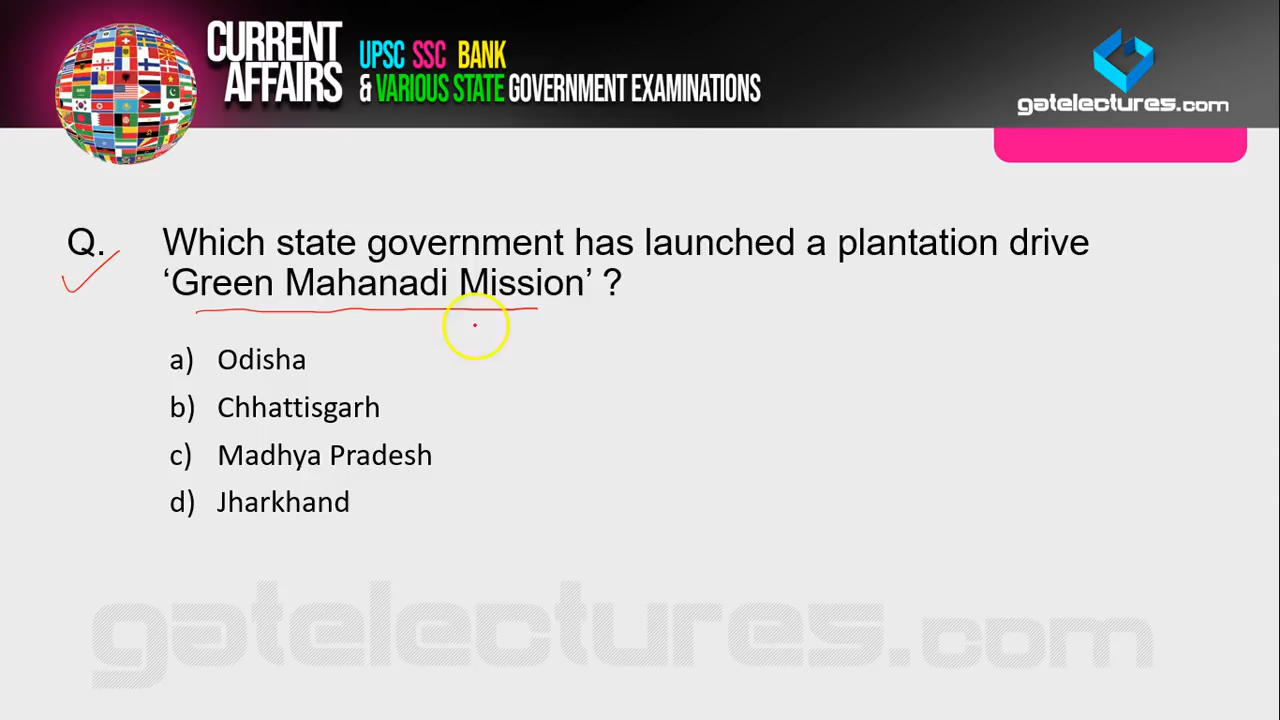 CURRENT
AFFAIRS
UPSC SSC BANK
& VARIOUS STATE GOVERNMENT EXAMINATIONS
gatelectures.com
Q. Which state government has launched a plantation drive
‘Green Mahanadi Mission’ ?
a) Odisha
b) Chhattisgarh
c) Madhya Pradesh
d) Jharkhand
gatelectures.com